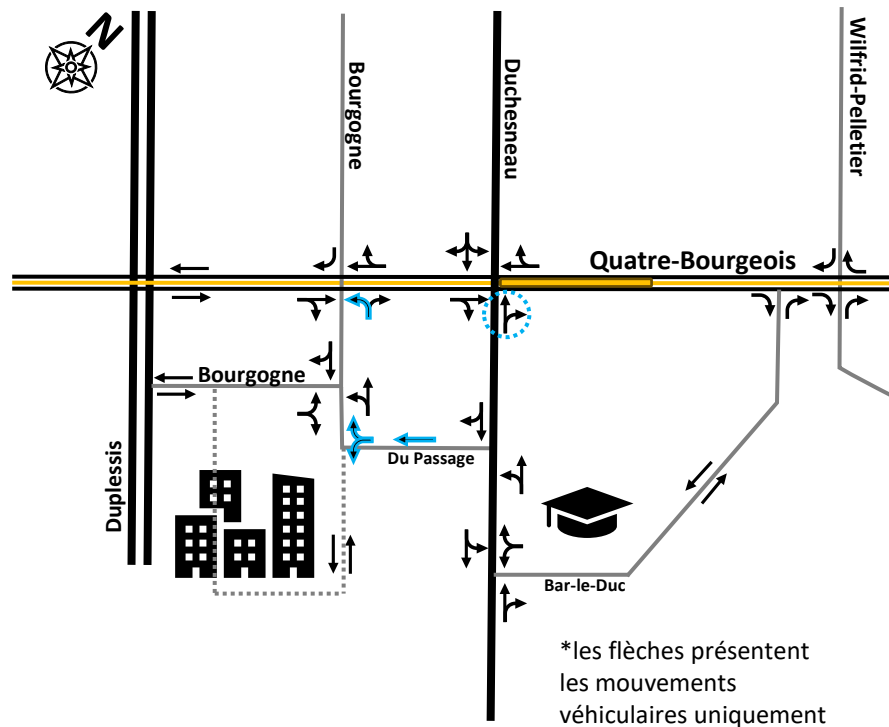 N
Bourgogne
Duchesneau
Wilfrid-Pelletier
Quatre-Bourgeois
Bourgogne
Duplessis
Du Passage
Bar-le-Duc
*les flèches présentent
les mouvements
véhiculaires uniquement